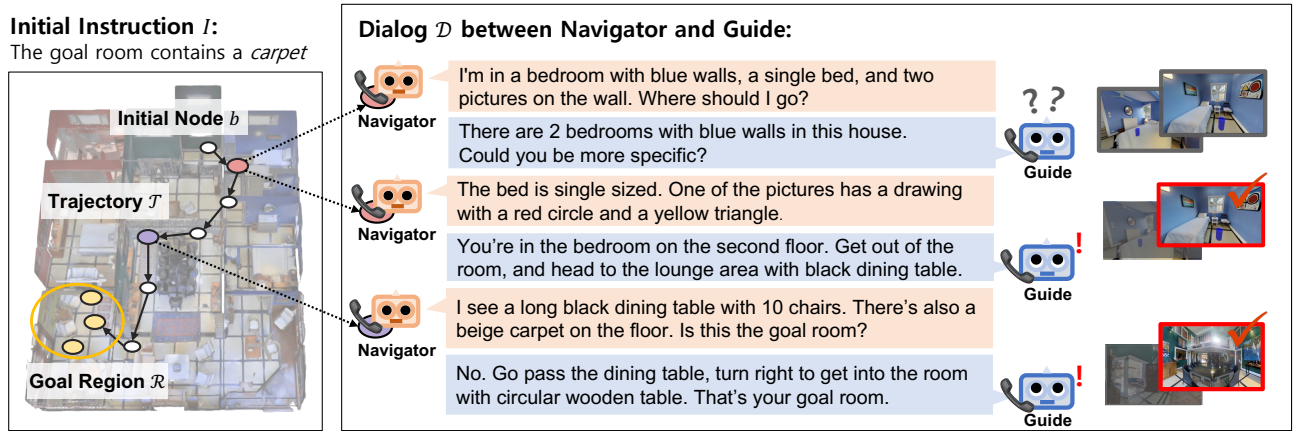 Initial Instruction I:
The goal room contains a carpet
Initial Node b
Trajectory T
Goal Region R
Dialog D between Navigator and Guide:
I'm in a bedroom with blue walls, a single bed, and two
pictures on the wall. Where should I go?
Navigator
??
There are 2 bedrooms with blue walls in this house.
Could you be more specific?
Guide
The bed is single sized. One of the pictures has a drawing
with a red circle and a yellow triangle.
Navigator
You're in the bedroom on the second floor. Get out of the
room, and head to the lounge area with black dining table.
!
Guide
I see a long black dining table with 10 chairs. There's also a
beige carpet on the floor. Is this the goal room?
Navigator
No. Go pass the dining table, turn right to get into the room
with circular wooden table. That's your goal room.
!
Guide